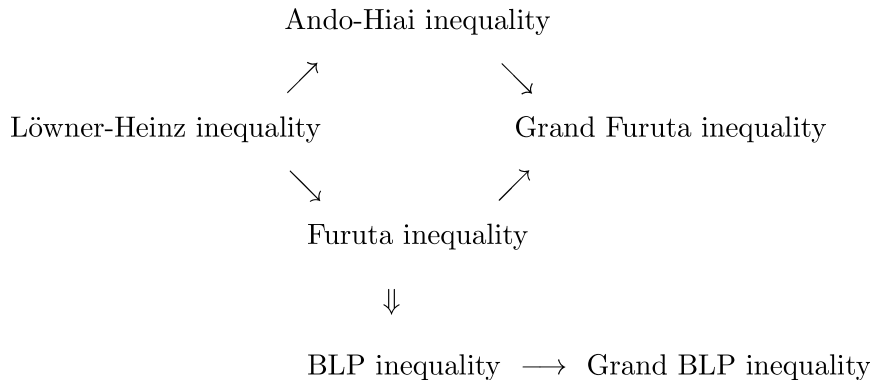 Ando-Hiai inequality
↗ ↘
Löwner-Heinz inequality Grand Furuta inequality
↘ ↗
Furuta inequality
⇓
BLP inequality ⟶ Grand BLP inequality